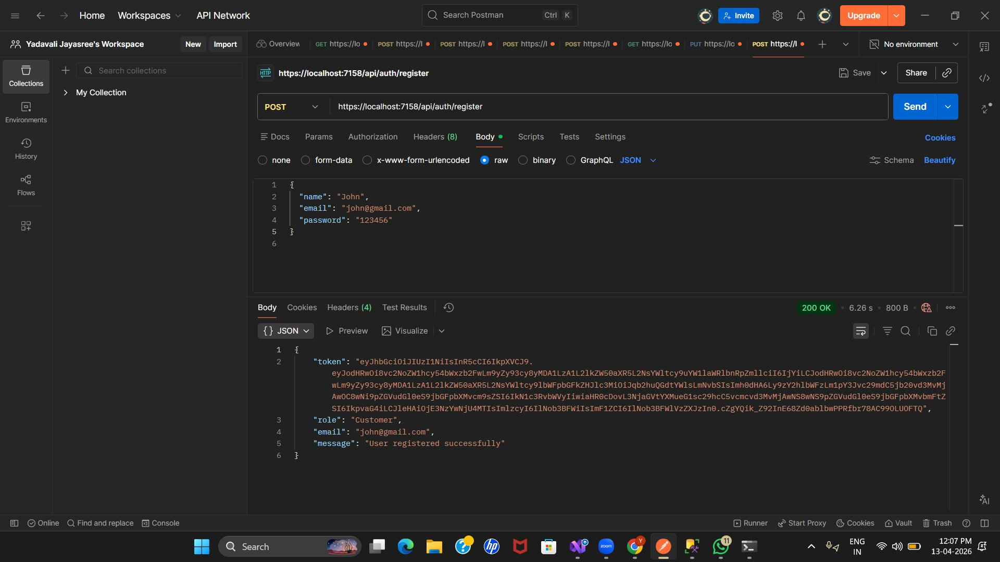 Home Workspaces API Network Search Postman Ctrl K Invite Upgrade
Yadavali Jayasree's Workspace New Import Overview GET https://lo POST https://l POST https://l POST https://l POST https://l GET https://lo PUT https://lo POST https://l No environment
Collections
Search collections
My Collection
Environments
History
Flows
HTTP https://localhost:7158/api/auth/register Save Share
POST https://localhost:7158/api/auth/register Send
Docs Params Authorization Headers (8) Body Scripts Tests Settings Cookies
none form-data x-www-form-urlencoded raw binary GraphQL JSON Schema Beautify
1 {
2 "name": "John",
3 "email": "john@gmail.com",
4 "password": "123456"
5 }
6
Body Cookies Headers (4) Test Results 200 OK 6.26 s 800 B
{} JSON Preview Visualize
1 {
2 "token": "eyJhbGciOiJIUzI1NiIsInR5cCI6IkpXVCJ9.
3 "role": "Customer",
4 "email": "john@gmail.com",
5 "message": "User registered successfully"
6 }
AI
Online Find and replace Console Runner Start Proxy Cookies Vault Trash
Search hp zoom Y 11 ENG IN 12:07 PM
13-04-2026